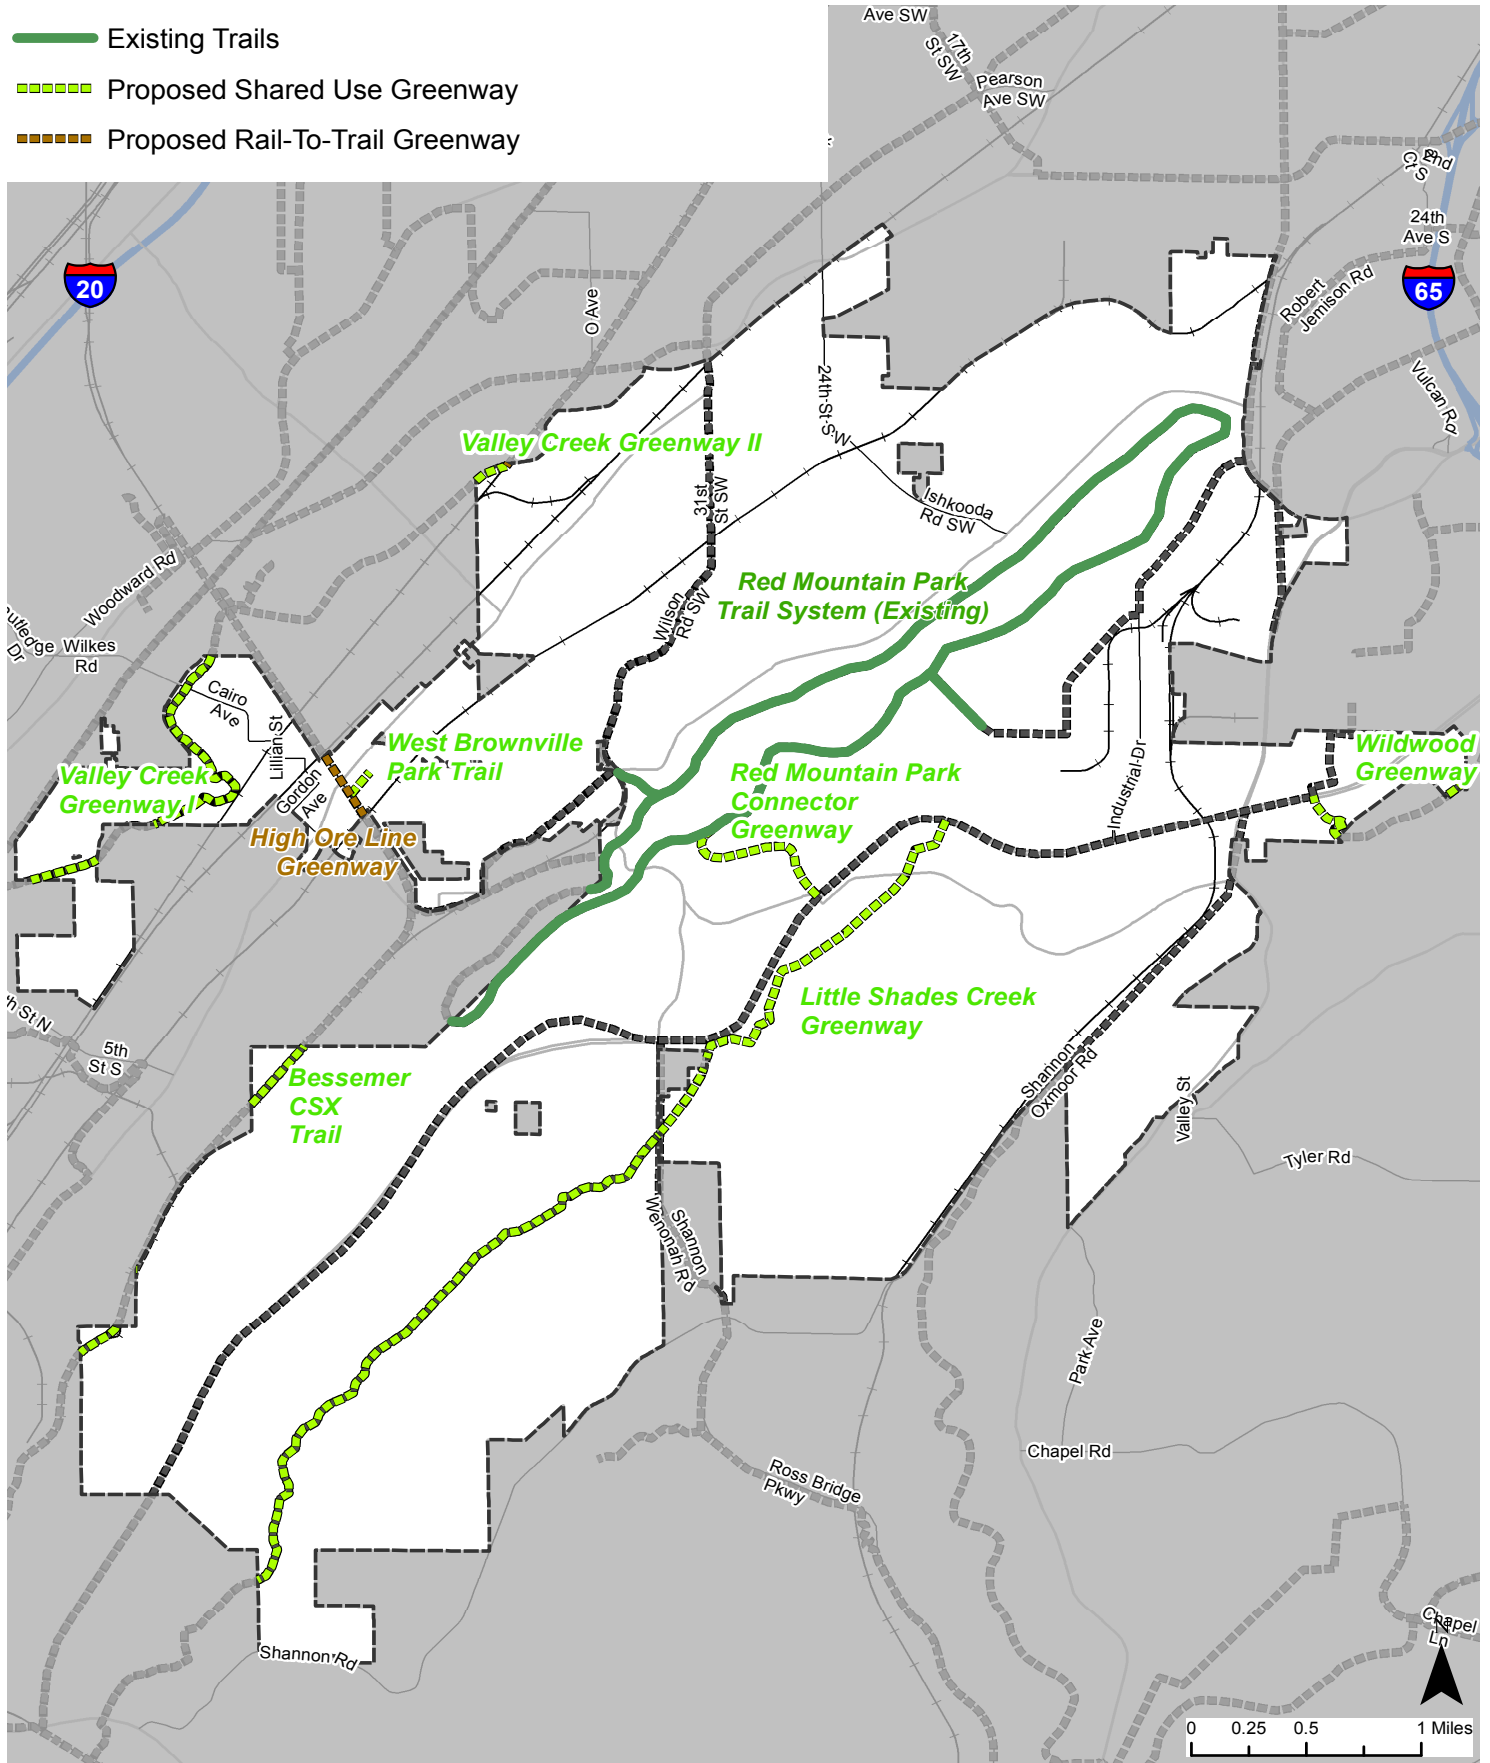 Existing Trails
Proposed Shared Use Greenway
Proposed Rail-To-Trail Greenway
Ave SW
17th
St SW
Pearson
Ave SW
2nd
Ct S
24th
Ave S
20
65
Robert
Jemison Rd
O Ave
Vulcan Rd
24th St SW
Valley Creek Greenway II
31st
St SW
Ishkooda
Rd SW
Woodward Rd
Red Mountain Park
Trail System (Existing)
Wilson
Rd SW
Rutledge
Dr
Wilkes
Rd
Cairo
Ave
Lillian St
West Brownville
Park Trail
Valley Creek
Greenway I
Gordon
Ave
Red Mountain Park
Connector
Greenway
Industrial Dr
Wildwood
Greenway
High Ore Line
Greenway
Little Shades Creek
Greenway
th St N
5th
St S
Bessemer
CSX
Trail
Shannon
Oxmoor Rd
Valley St
Tyler Rd
Shannon
Wenonah Rd
Park Ave
Chapel Rd
Ross Bridge
Pkwy
Chapel
Ln
N
Shannon Rd
0 0.25 0.5 1 Miles